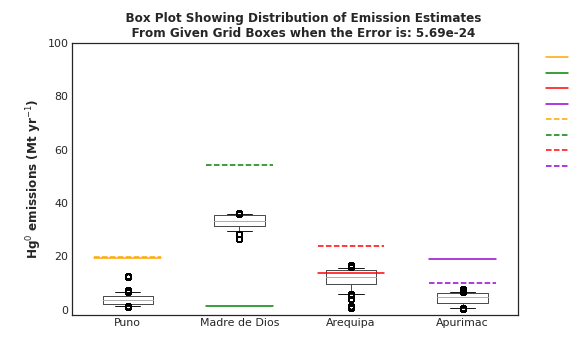 Box Plot Showing Distribution of Emission Estimates
From Given Grid Boxes when the Error is: 5.69e-24
Hg⁰ emissions (Mt yr⁻¹)
100
80
60
40
20
0
Puno Madre de Dios Arequipa Apurimac